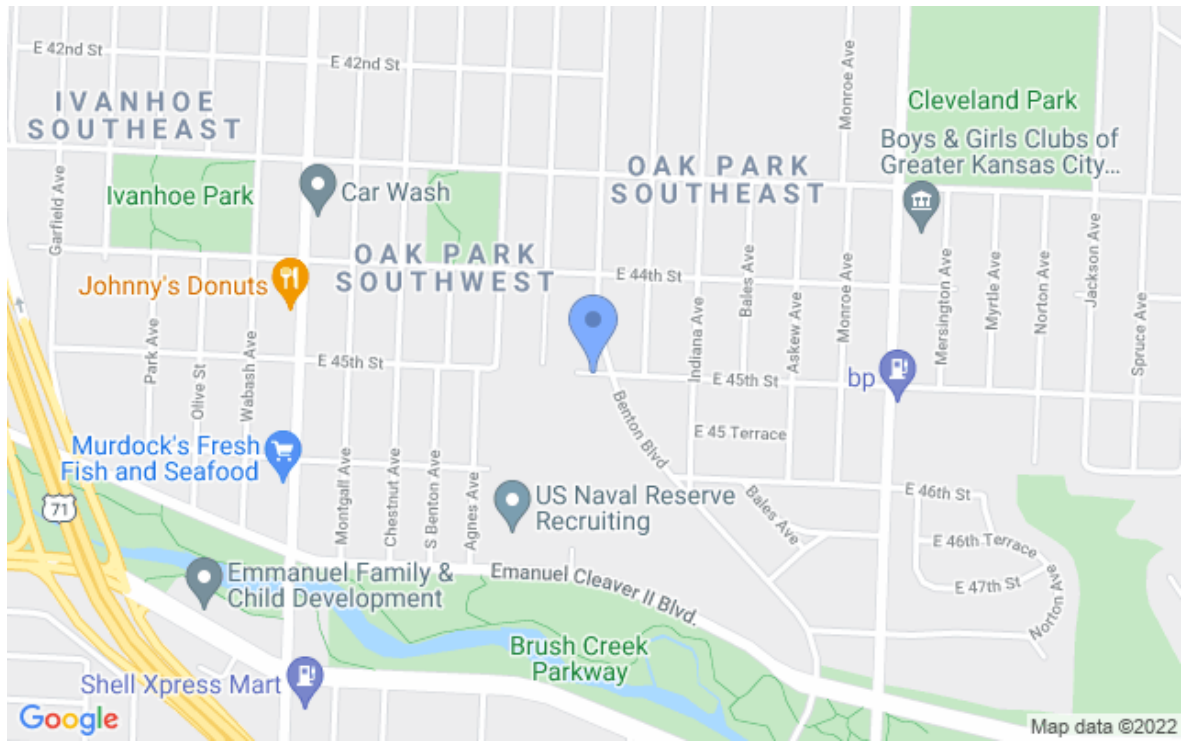 E 42nd St
E 42nd St
Monroe Ave
IVANHOE
SOUTHEAST
Cleveland Park
Boys & Girls Clubs of
Greater Kansas City...
OAK PARK
SOUTHEAST
Garfield Ave
Ivanhoe Park
Car Wash
OAK PARK
SOUTHWEST
E 44th St
Johnny's Donuts
Indiana Ave
Bales Ave
Askew Ave
Monroe Ave
Mersington Ave
Myrtle Ave
Norton Ave
Jackson Ave
Spruce Ave
Park Ave
Olive St
Wabash Ave
E 45th St
E 45th St
bp
Benton Blvd
E 45 Terrace
Murdock's Fresh
Fish and Seafood
Montgall Ave
Chestnut Ave
S Benton Ave
Agnes Ave
US Naval Reserve
Recruiting
Bales Ave
E 46th St
71
E 46th Terrace
E 47th St
Norton Ave
Emmanuel Family &
Child Development
Emanuel Cleaver II Blvd.
Brush Creek
Parkway
Shell Xpress Mart
Google
Map data ©2022